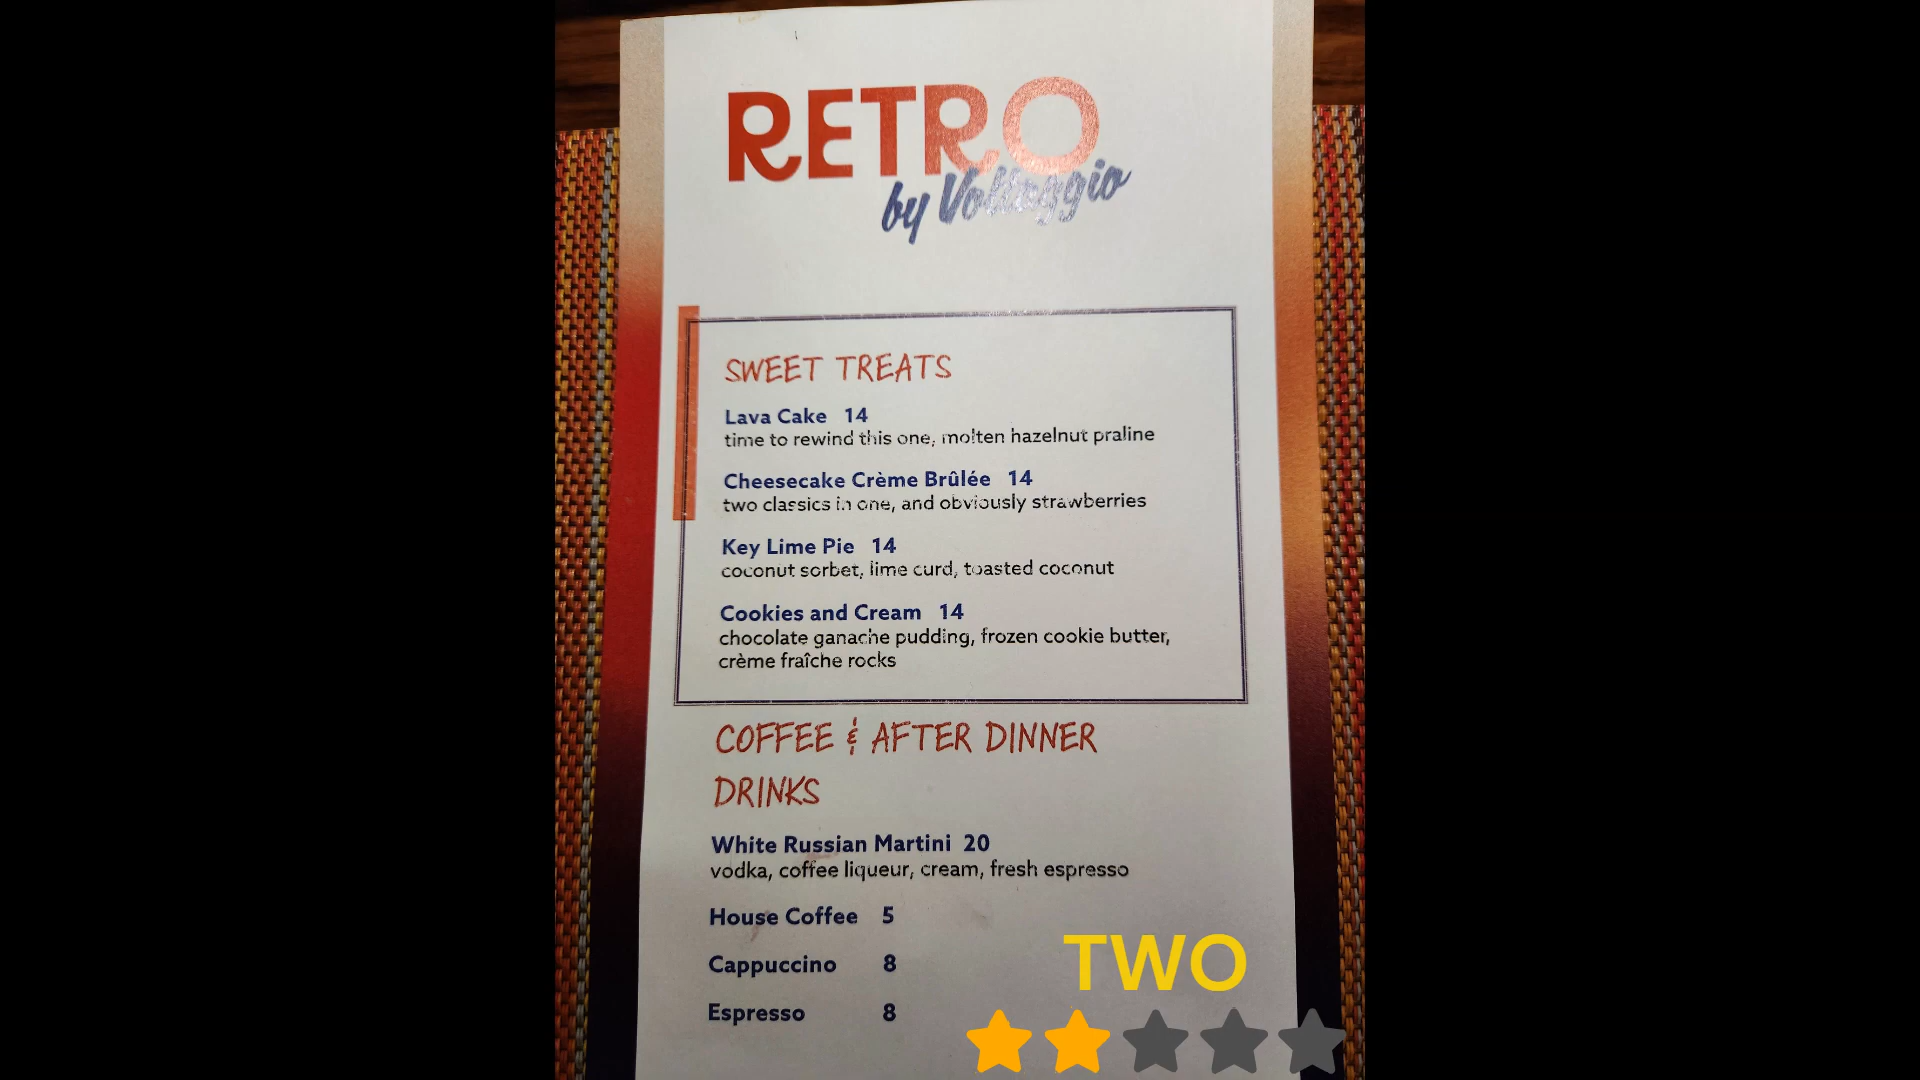 RETRO
by Voltaggio
SWEET TREATS
Lava Cake 14
time to rewind this one, molten hazelnut praline
Cheesecake Crème Brûlée 14
two classics in one, and obviously strawberries
Key Lime Pie 14
coconut sorbet, lime curd, toasted coconut
Cookies and Cream 14
chocolate ganache pudding, frozen cookie butter,
crème fraîche rocks
COFFEE & AFTER DINNER
DRINKS
White Russian Martini 20
vodka, coffee liqueur, cream, fresh espresso
House Coffee 5
Cappuccino 8
Espresso 8
TWO